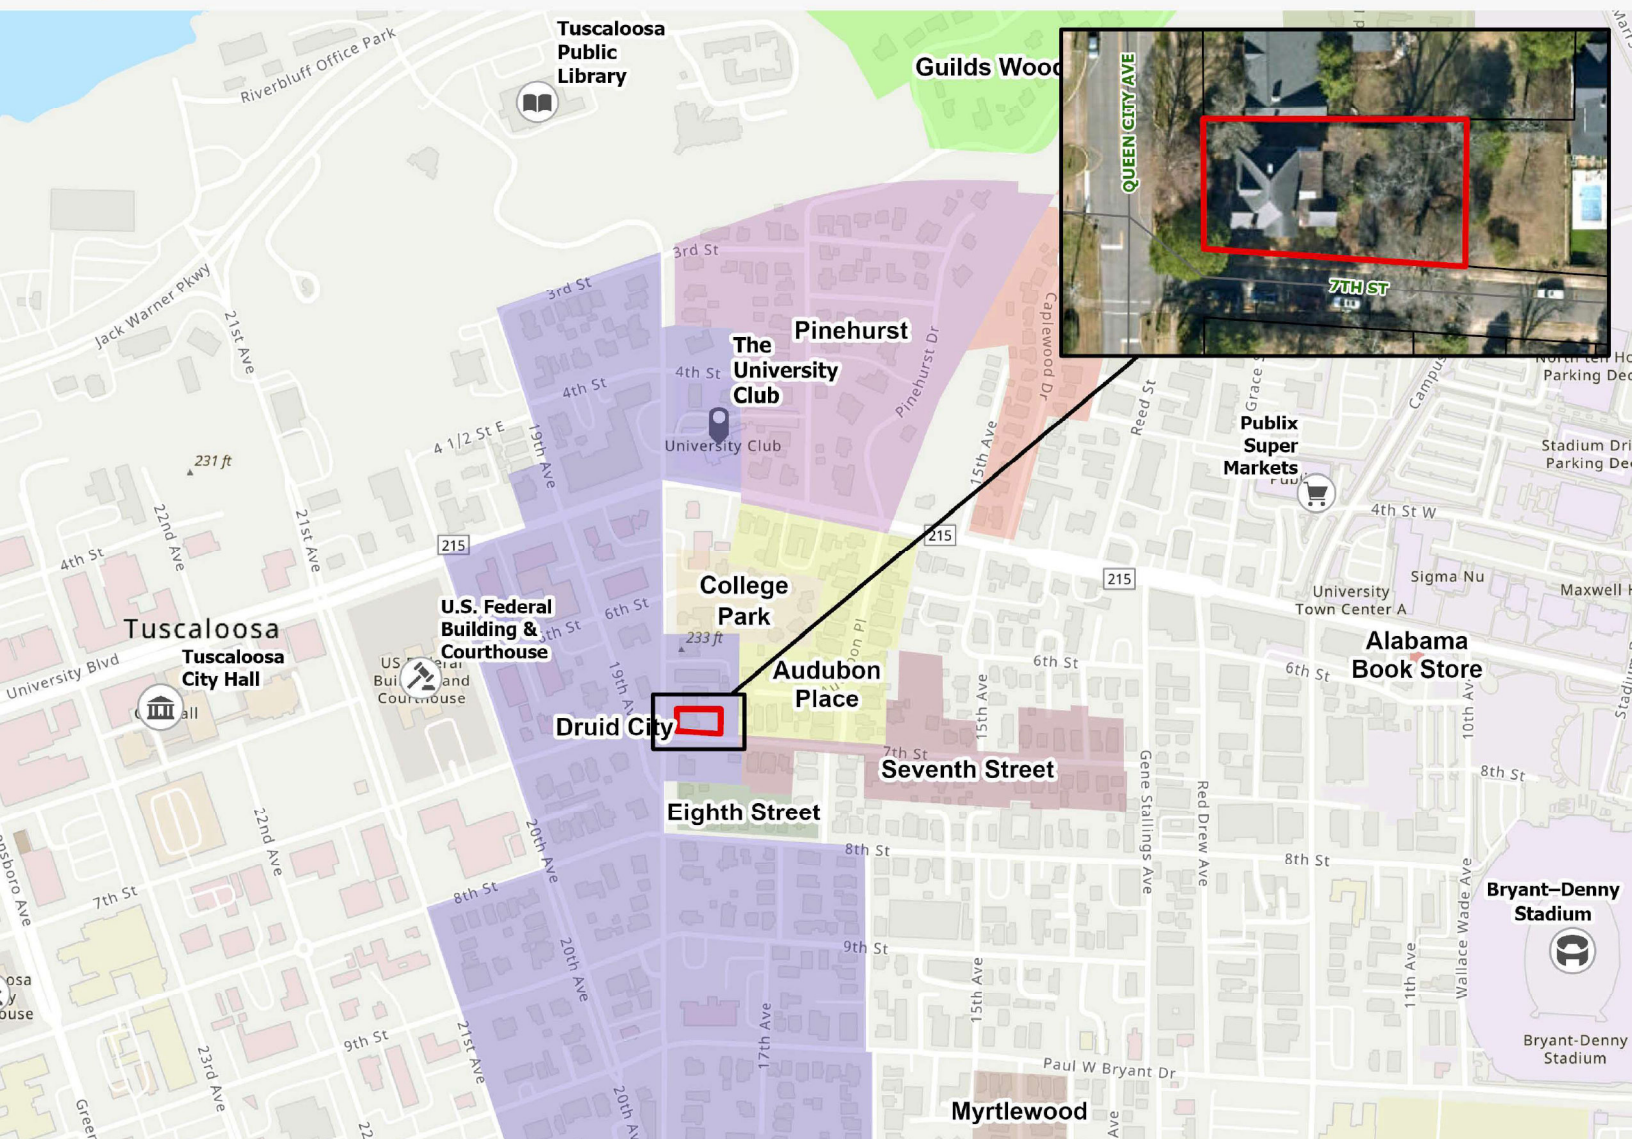 Tuscaloosa
Public
Library
Riverbluff Office Park
Guilds Wood
QUEEN CITY AVE
7TH ST
3rd St
3rd St
Jack Warner Pkwy
21st Ave
Pinehurst
The
University
Club
4th St
4th St
University Club
Pinehurst Dr
Caplewood Dr
Reed St
Campus
Parking
4 1/2 St E
19th Ave
15th Ave
231 ft
22nd Ave
21st Ave
4th St
215
215
215
Publix
Super
Markets
Stadium
Parking
4th St W
College
Park
6th St
233 ft
U.S. Federal
Building &
Courthouse
Tuscaloosa
Tuscaloosa
City Hall
University Blvd
University
Town Center A
Sigma Nu
Maxwell
Alabama
Book Store
Audubon
Place
6th St
6th St
19th
15th Ave
10th
Druid City
7th St
Seventh Street
Eighth Street
8th St
8th St
8th St
8th St
20th Ave
22nd Ave
7th St
Gene Stallings Ave
Red Drew Ave
Wallace Wade Ave
Bryant–Denny
Stadium
Bryant-Denny
Stadium
9th St
9th St
20th Ave
15th Ave
11th Ave
17th Ave
21st Ave
23rd Ave
20th Ave
Paul W Bryant Dr
Myrtlewood
Ave